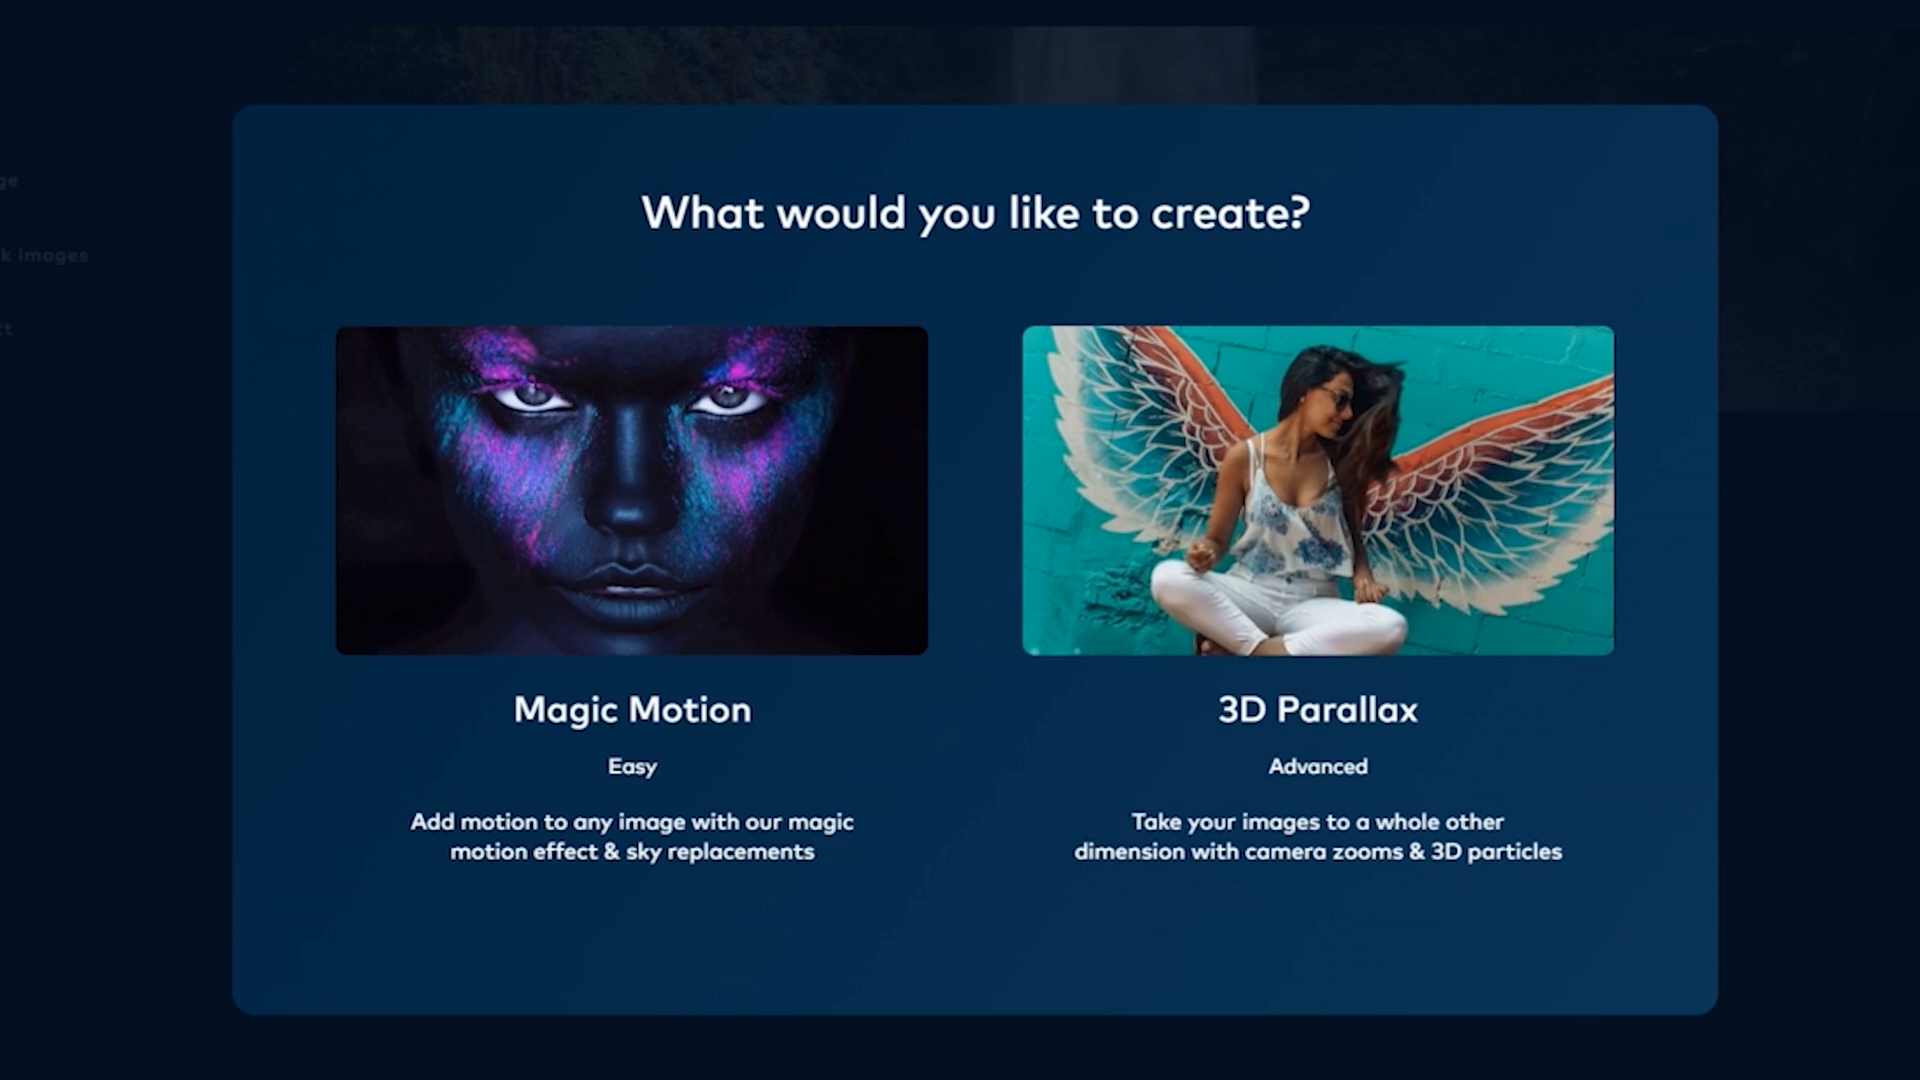 What would you like to create?
k images
Magic Motion
3D Parallax
Easy
Advanced
Add motion to any image with our magic
motion effect & sky replacements
Take your images to a whole other
dimension with camera zooms & 3D particles